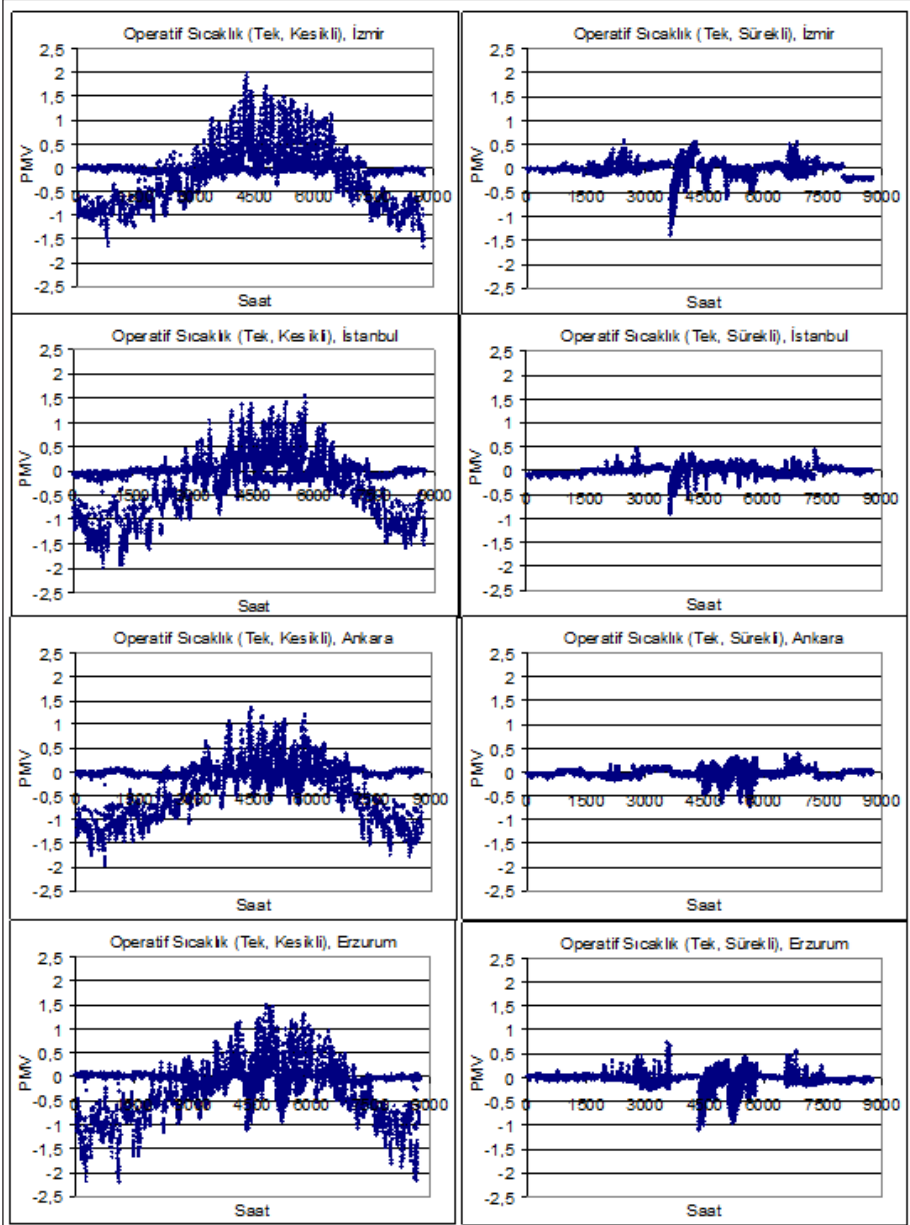 Operatif Sıcaklık (Tek, Kesikli), İzmir
2,5
2
1,5
1
0,5
0
-0,5
-1
-1,5
-2
-2,5
PMV
4500 6000
Saat
Operatif Sıcaklık (Tek, Sürekli), İzmir
2,5
2
1,5
1
0,5
0
-0,5
-1
-1,5
-2
-2,5
PMV
0 1500 3000 4500 6000 7500 9000
Saat
Operatif Sıcaklık (Tek, Kesikli), İstanbul
2,5
2
1,5
1
0,5
0
-0,5
-1
-1,5
-2
-2,5
PMV
0 1500 4500 6000
Saat
Operatif Sıcaklık (Tek, Sürekli), İstanbul
2,5
2
1,5
1
0,5
0
-0,5
-1
-1,5
-2
-2,5
PMV
0 1500 3000 4500 6000 7500 9000
Saat
Operatif Sıcaklık (Tek, Kesikli), Ankara
2,5
2
1,5
1
0,5
0
-0,5
-1
-1,5
-2
-2,5
PMV
4500 6000 9000
Saat
Operatif Sıcaklık (Tek, Sürekli), Ankara
2,5
2
1,5
1
0,5
0
-0,5
-1
-1,5
-2
-2,5
PMV
0 1500 3000 4500 6000 7500 9000
Saat
Operatif Sıcaklık (Tek, Kesikli), Erzurum
2,5
2
1,5
1
0,5
0
-0,5
-1
-1,5
-2
-2,5
PMV
4500 6000 9000
Saat
Operatif Sıcaklık (Tek, Sürekli), Erzurum
2,5
2
1,5
1
0,5
0
-0,5
-1
-1,5
-2
-2,5
PMV
0 1500 3000 4500 6000 7500 9000
Saat